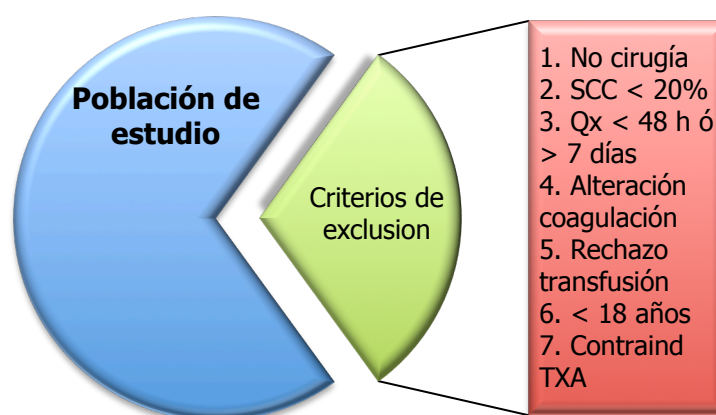 Población de
estudio
Criterios de
exclusion
1. No cirugía
2. SCC < 20%
3. Qx < 48 h ó
> 7 días
4. Alteración
coagulación
5. Rechazo
transfusión
6. < 18 años
7. Contraind
TXA